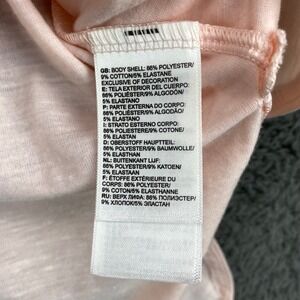 GB: BODY SHELL: 86% POLYESTER/
9% COTTON/5% ELASTANE
EXCLUSIVE OF DECORATION
E: TELA EXTERIOR DEL CUERPO:
86% POLIÉSTER/9% ALGODÓN/
5% ELASTANO
P: PARTE EXTERNA DO CORPO:
86% POLIÉSTER/9% ALGODÃO/
5% ELASTANO
I: STRATO ESTERNO CORPO:
86% POLIESTERE/9% COTONE/
5% ELASTAN
D: OBERSTOFF HAUPTTEIL:
86% POLYESTER/9% BAUMWOLLE/
5% ELASTHAN
NL: BUITENKANT LIJF:
86% POLYESTER/9% KATOEN/
5% ELASTAAN
F: ÉTOFFE EXTÉRIEURE DU
CORPS: 86% POLYESTER/
9% COTON/5% ÉLASTHANNE
RU: ВЕРХ: 86% ПОЛИЭСТЕР/
9% ХЛОПОК/5% ЭЛАСТАН